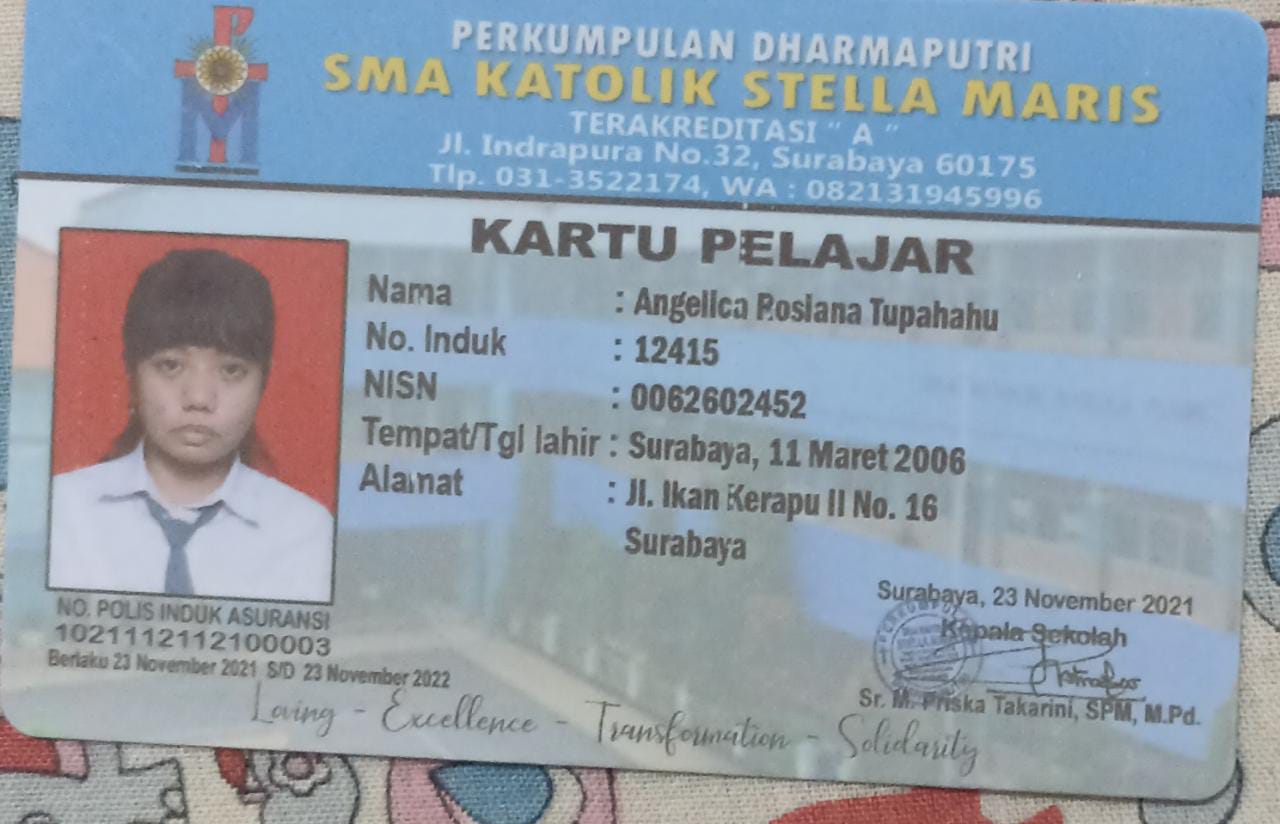 PERKUMPULAN DHARMAPUTRI
SMA KATOLIK STELLA MARIS
TERAKREDITASI " A "
Jl. Indrapura No.32, Surabaya 60175
Tlp. 031-3522174, WA : 082131945996
KARTU PELAJAR
Nama : Angelica Rosiana Tupahahu
No. Induk : 12415
NISN : 0062602452
Tempat/Tgl lahir : Surabaya, 11 Maret 2006
Alamat : Jl. Ikan Kerapu II No. 16
Surabaya
NO. POLIS INDUK ASURANSI
1021112112100003
Berlaku 23 November 2021 S/D 23 November 2022
Surabaya, 23 November 2021
Kepala Sekolah
Sr. M. Priska Takarini, SPM, M.Pd.
Loving - Excellence - Transformation - Solidarity